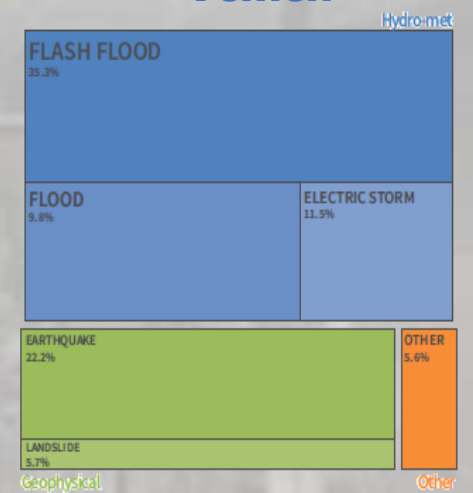 Hydro-met
FLASH FLOOD
35.3%
FLOOD
9.8%
ELECTRIC STORM
11.5%
EARTHQUAKE
22.2%
OTHER
5.6%
LANDSLIDE
5.7%
Geophysical
Other